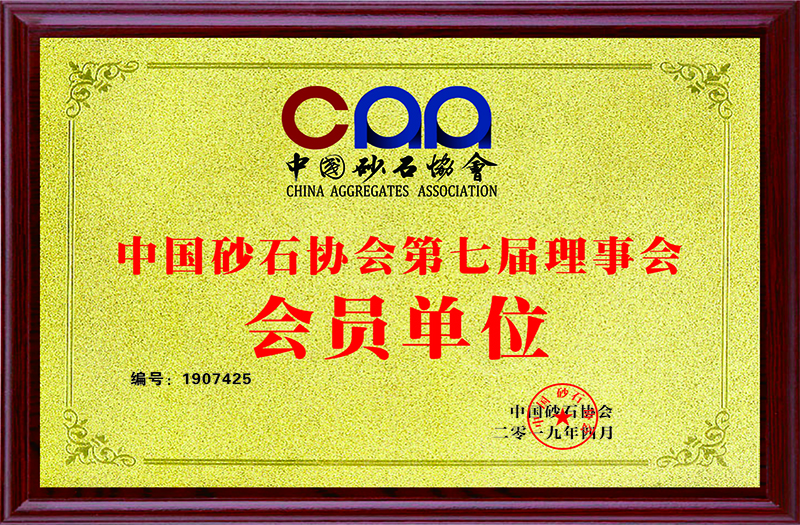 CAA
中国砂石协會
CHINA AGGREGATES ASSOCIATION
中国砂石协会第七届理事会
会员单位
编号：1907425
中国砂石协会
二零一九年四月